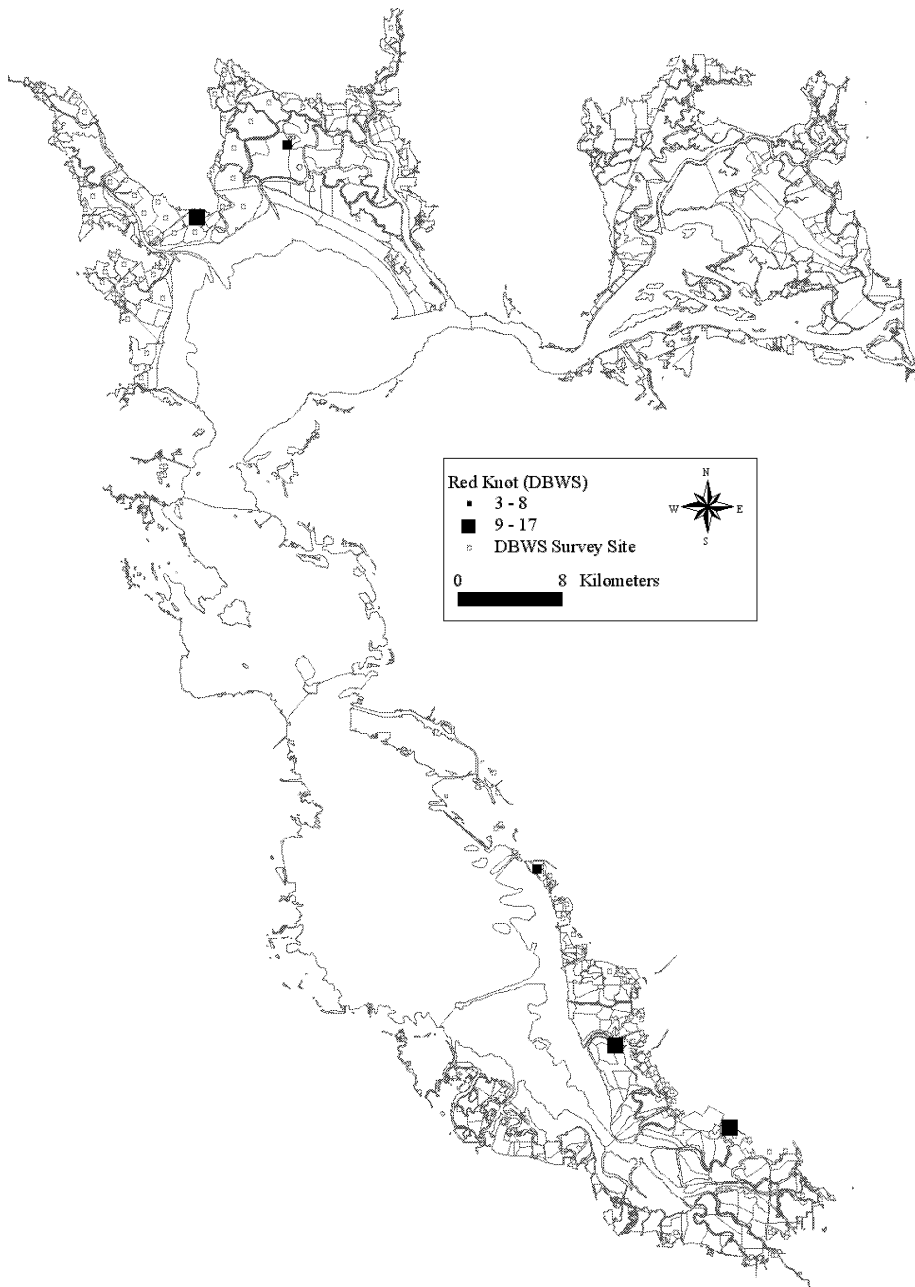 Red Knot (DBWS)
3 - 8
9 - 17
DBWS Survey Site
0 8 Kilometers
N
W E
S